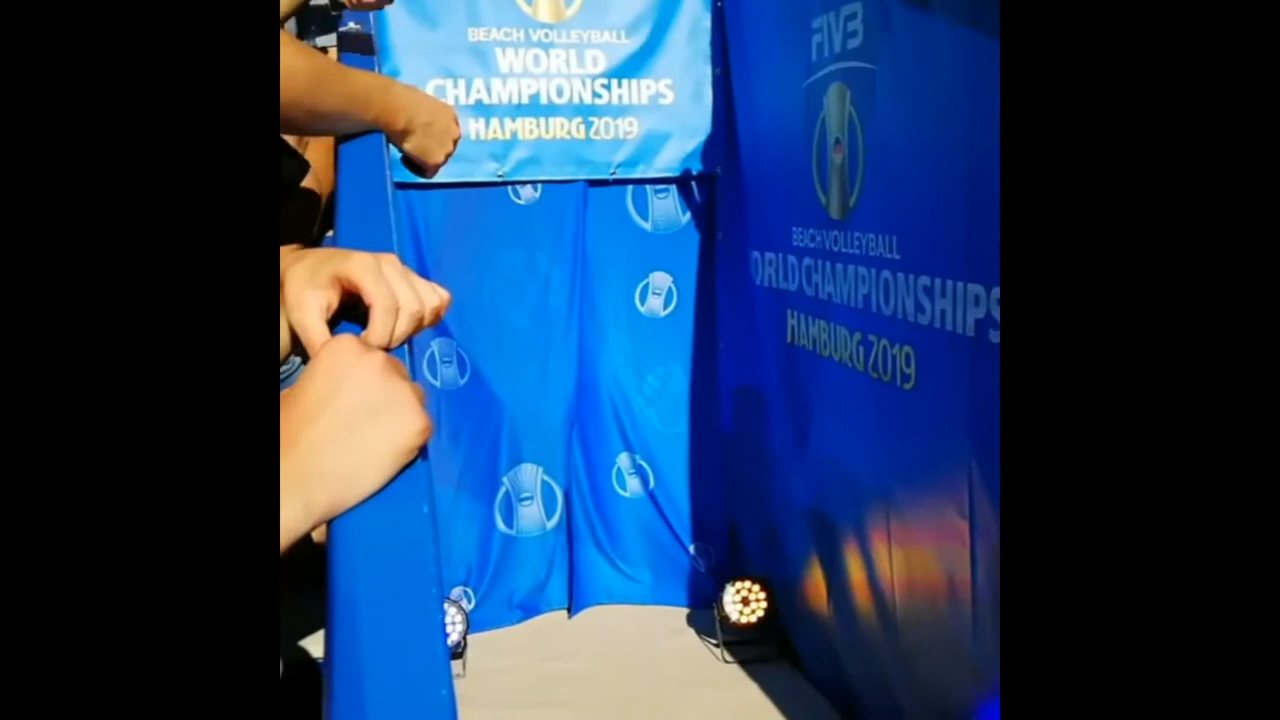 BEACH VOLLEYBALL
WORLD
CHAMPIONSHIPS
HAMBURG 2019
FIVB
BEACH VOLLEYBALL
WORLD CHAMPIONSHIPS
HAMBURG 2019